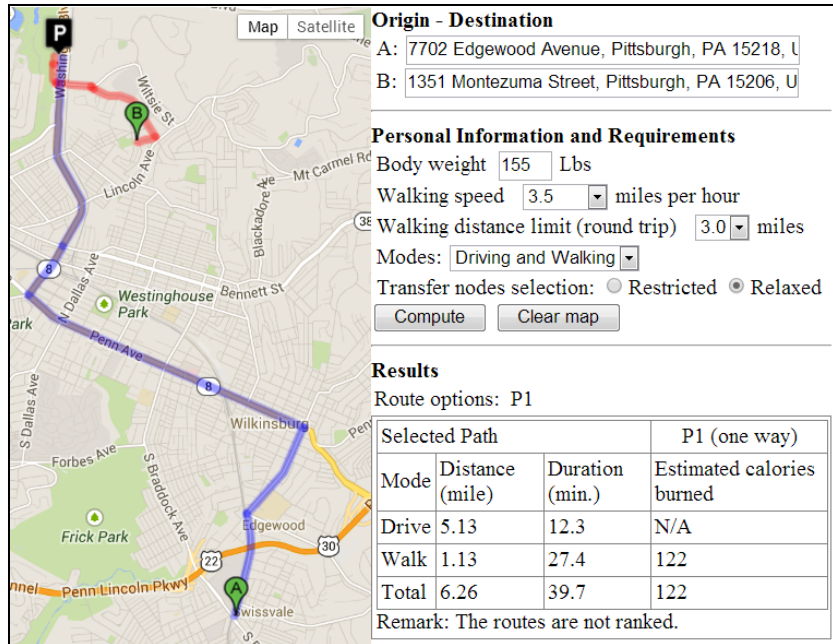 P
Map Satellite
Washington Blvd
Wiltsie St
B
Lincoln Ave
Mt Carmel Rd
Blackadore Ave
38
8
N Dallas Ave
Bennett St
Westinghouse
Park
Park
Penn Ave
8
S Dallas Ave
Wilkinsburg
Penn
Forbes Ave
S Braddock Ave
Frick Park
Edgewood
22
30
nnel Penn Lincoln Pkwy
A
Swissvale
Origin - Destination
A: 7702 Edgewood Avenue, Pittsburgh, PA 15218, U
B: 1351 Montezuma Street, Pittsburgh, PA 15206, U
Personal Information and Requirements
Body weight 155 Lbs
Walking speed 3.5 miles per hour
Walking distance limit (round trip) 3.0 miles
Modes: Driving and Walking
Transfer nodes selection: Restricted Relaxed
Compute Clear map
Results
Route options: P1
Selected Path P1 (one way)
Mode Distance (mile) Duration (min.) Estimated calories burned
Drive 5.13 12.3 N/A
Walk 1.13 27.4 122
Total 6.26 39.7 122
Remark: The routes are not ranked.